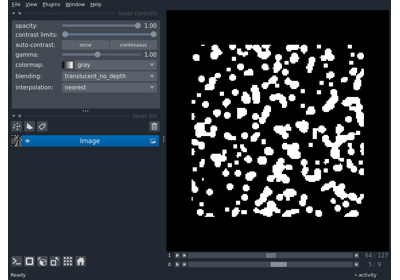 File View Plugins Window Help
layer controls
opacity: 1.00
contrast limits:
auto-contrast: once continuous
gamma: 1.00
colormap: gray
blending: translucent_no_depth
interpolation: nearest
layer list
Image
1 64 127
0 5 9
Ready activity